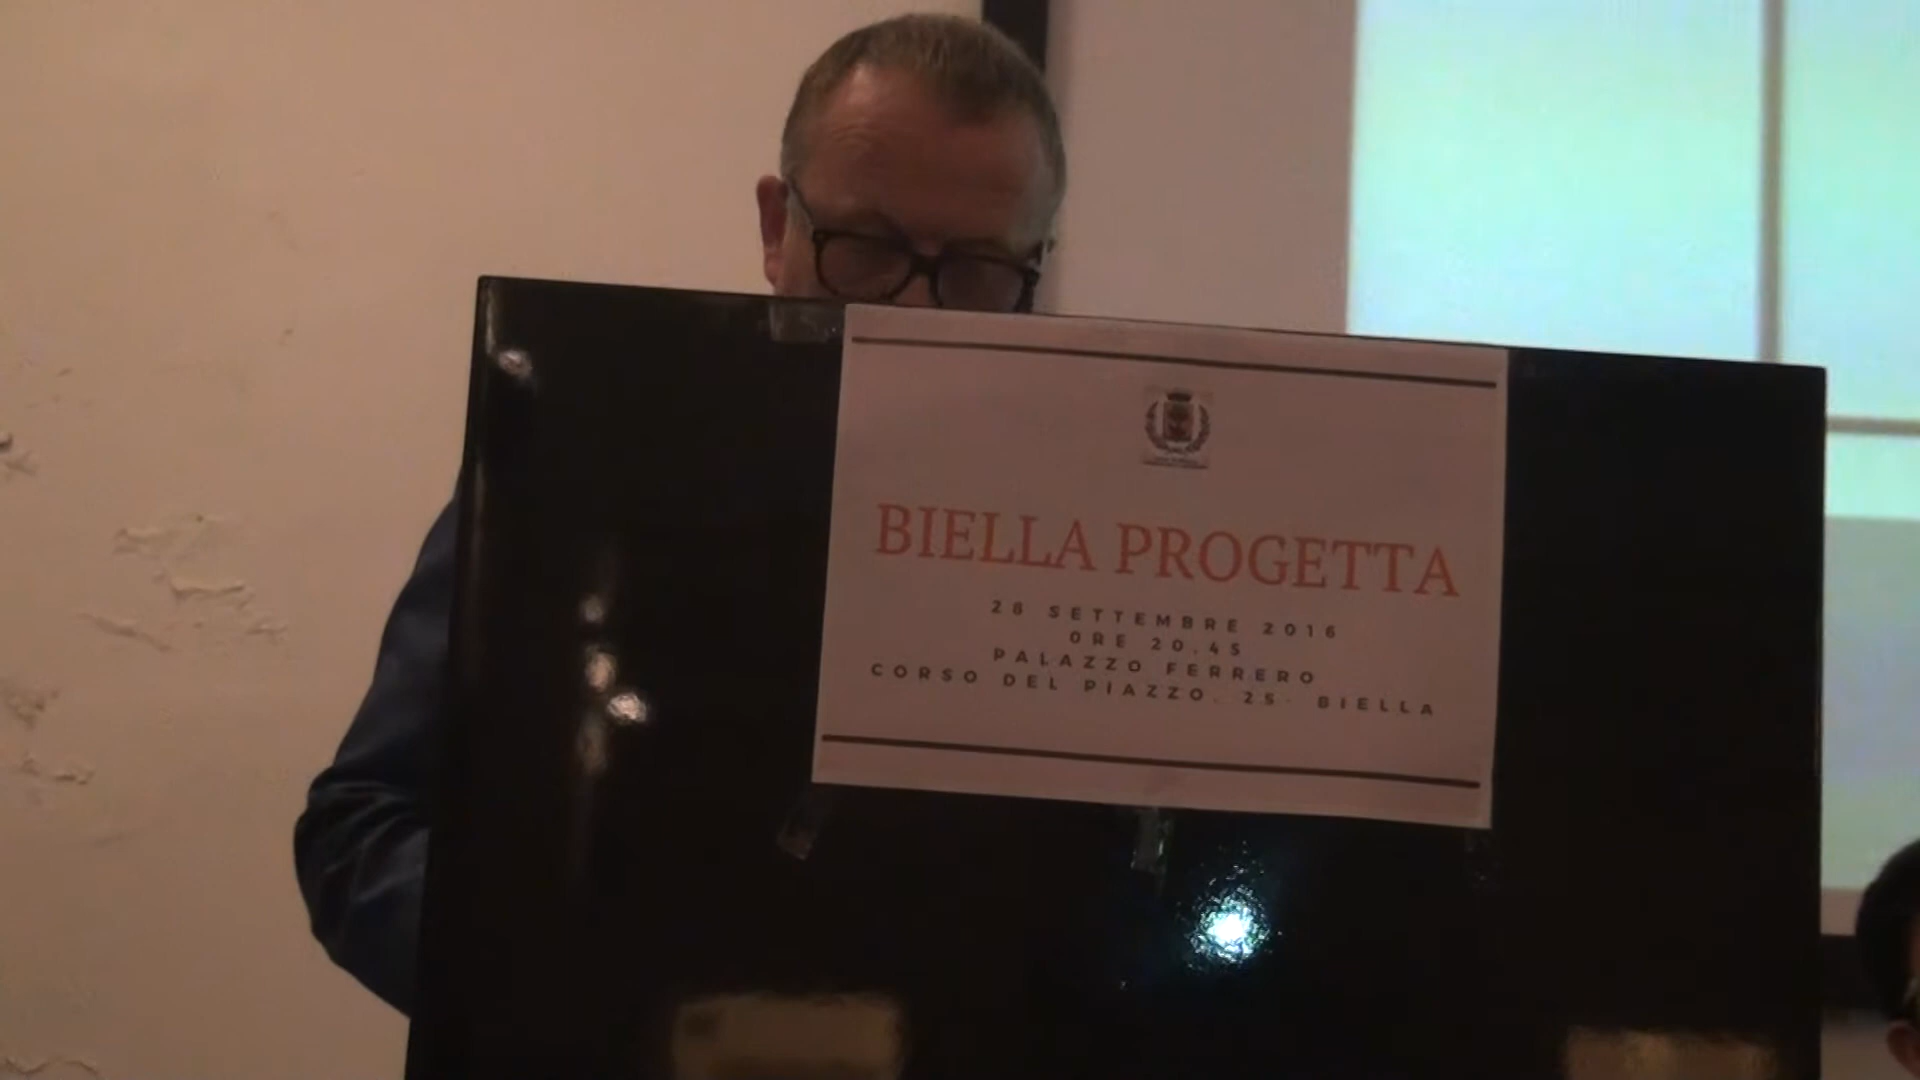 BIELLA PROGETTA
28 SETTEMBRE 2016
ORE 20.45
PALAZZO FERRERO
CORSO DEL PIAZZO, 25- BIELLA